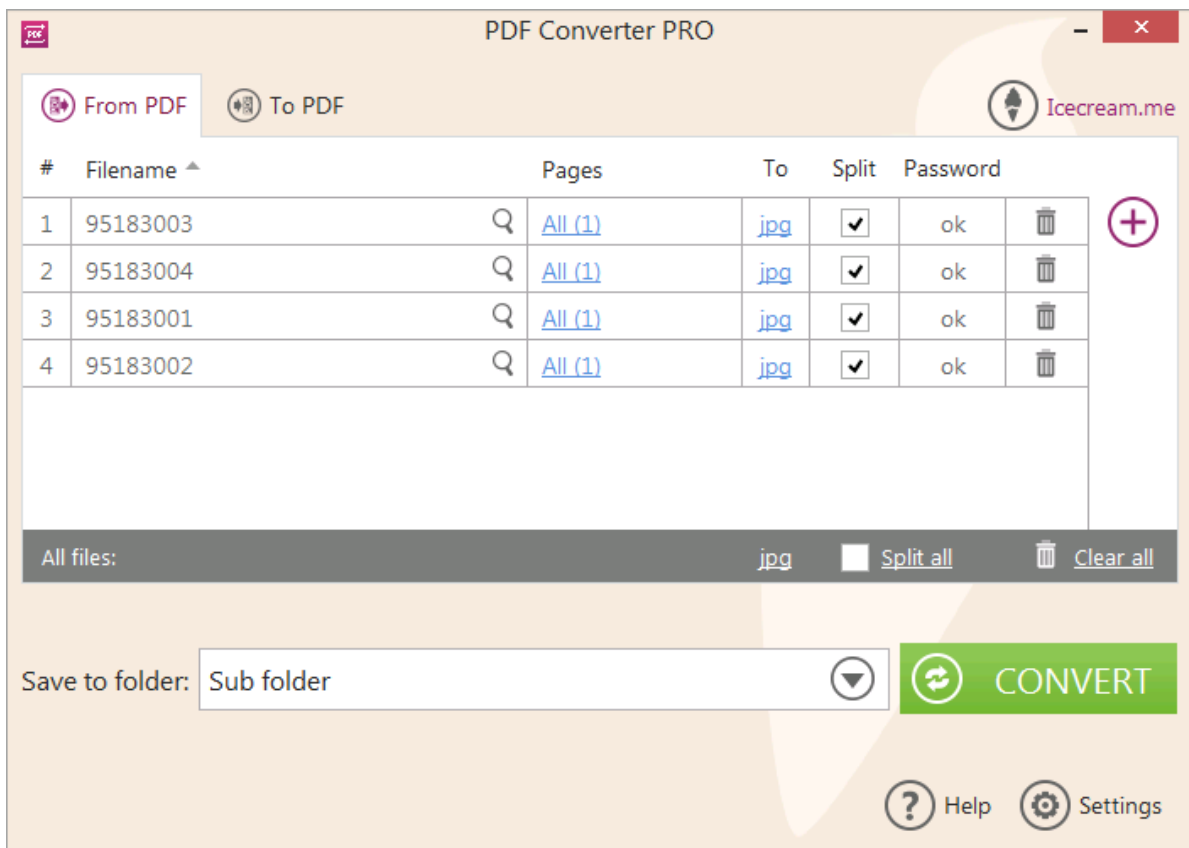 PDF PDF Converter PRO
From PDF To PDF Icecream.me
# Filename Pages To Split Password
1 95183003 All (1) jpg ok
2 95183004 All (1) jpg ok
3 95183001 All (1) jpg ok
4 95183002 All (1) jpg ok
All files: jpg Split all Clear all
Save to folder: Sub folder CONVERT
? Help Settings